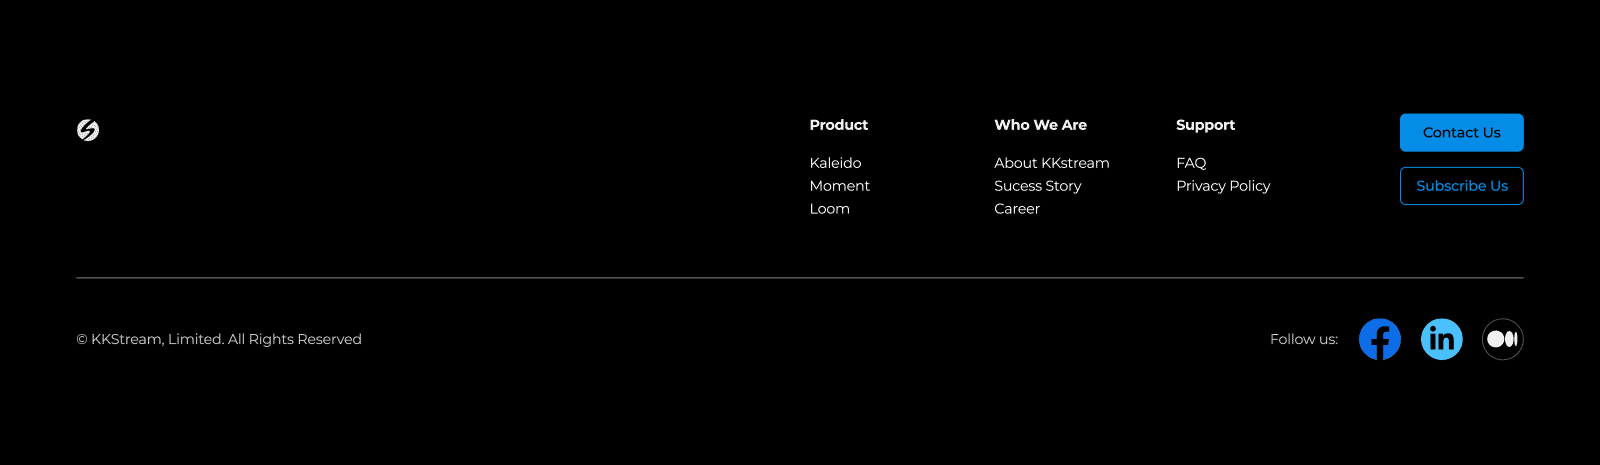 Product
Kaleido
Moment
Loom
Who We Are
About KKstream
Sucess Story
Career
Support
FAQ
Privacy Policy
Contact Us
Subscribe Us
© KKStream, Limited. All Rights Reserved
Follow us: